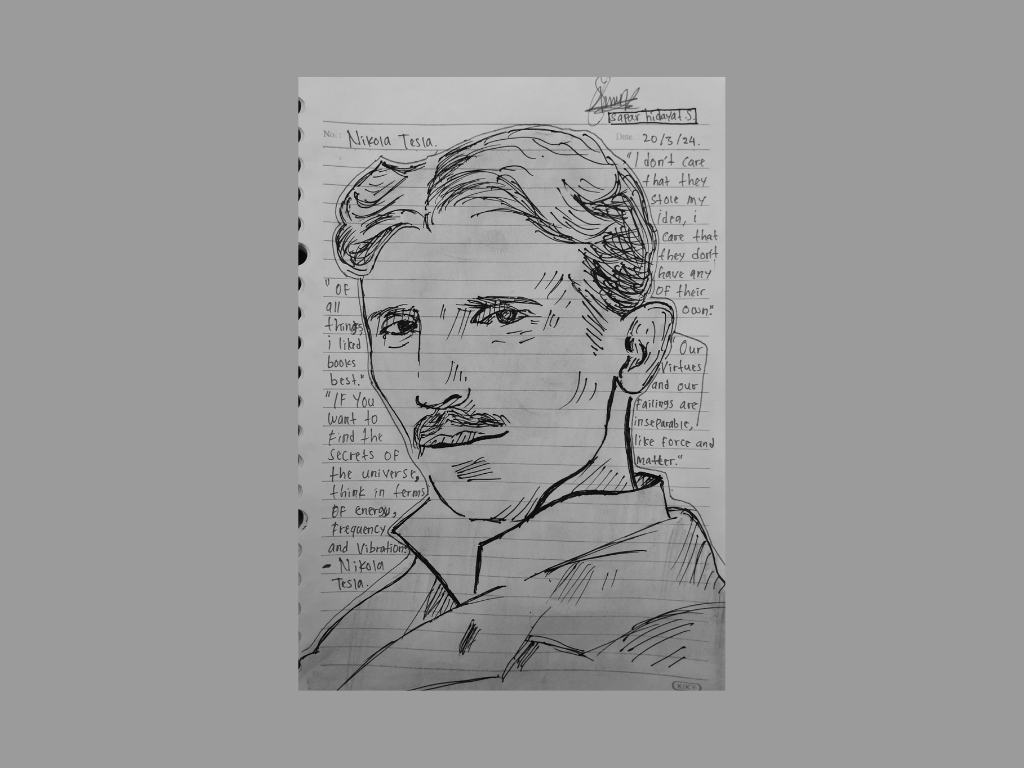 sapar hidayat S.
No.: Nikola Tesla.
Date: 20/3/24.
"I don't care
that they
stole my
idea, i
care that
they don't
have any
of their
own."
"Our
virtues
and our
failings are
inseparable,
like force and
matter."
"Of
all
things,
i liked
books
best."
"If you
want to
find the
secrets of
the universe,
think in terms
of energy,
frequency
and vibration."
- Nikola
Tesla.
KIKY